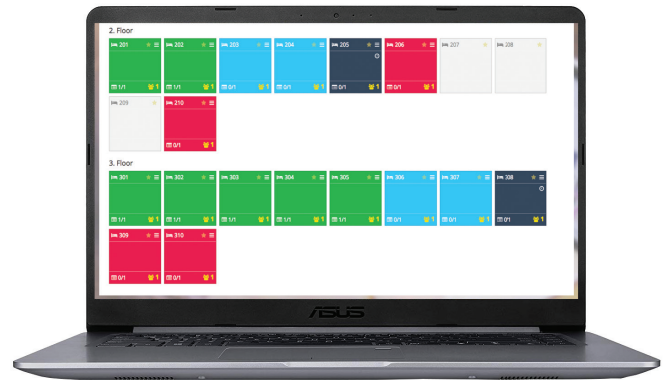 2. Floor
201 202 203 204 205 206 207 208
1/1 1 1/1 1 0/1 1 0/1 1 0/1 1 0/1 1
209 210
0/1 1
3. Floor
301 302 303 304 305 306 307 308
1/1 1 1/1 1 1/1 1 1/1 1 1/1 1 0/1 1 0/1 1 0/1 1
309 310
0/1 1 0/1 1
ASUS